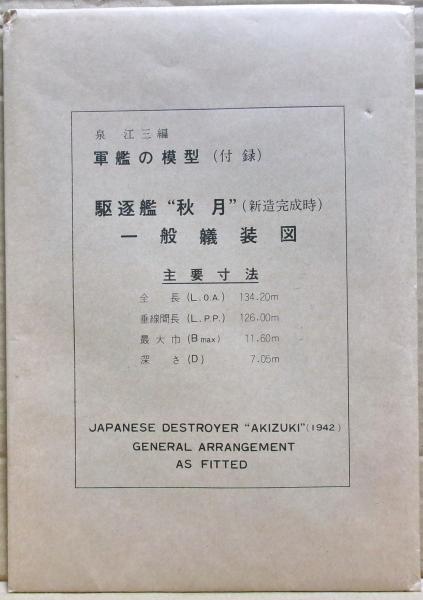 泉 江三編
軍艦の模型(付録)
駆逐艦“秋月”(新造完成時)
一般艤装図
主要寸法
全長(L.O.A.) 134.20m
垂線間長(L.P.P.) 126.00m
最大巾(Bmax) 11.60m
深さ(D) 7.05m
JAPANESE DESTROYER “AKIZUKI”(1942)
GENERAL ARRANGEMENT
AS FITTED